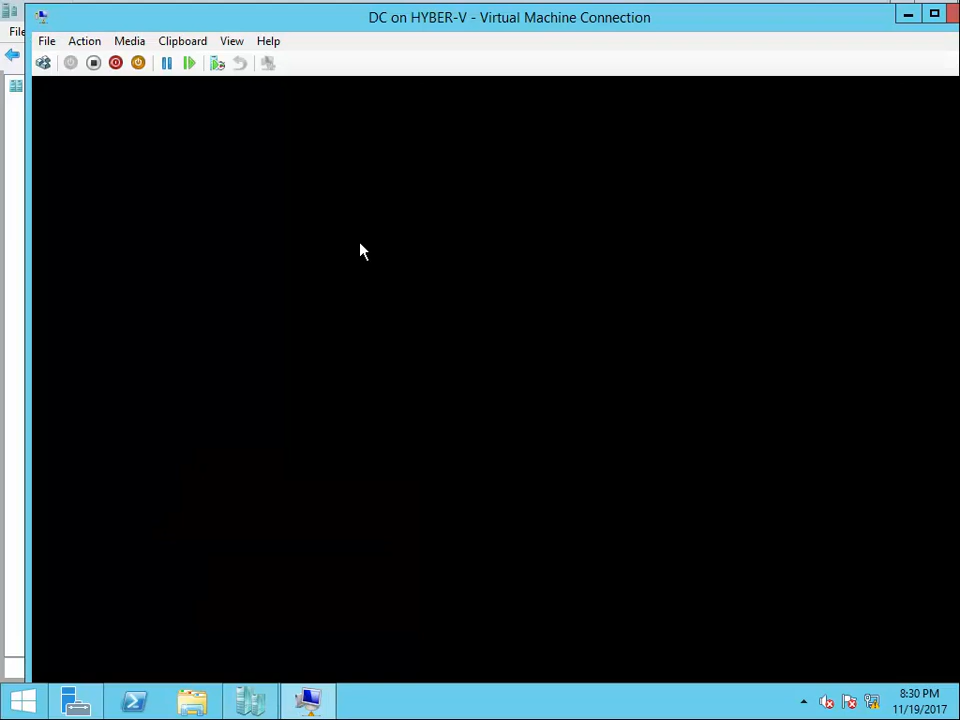 DC on HYBER-V - Virtual Machine Connection
File
File Action Media Clipboard View Help
8:30 PM
11/19/2017